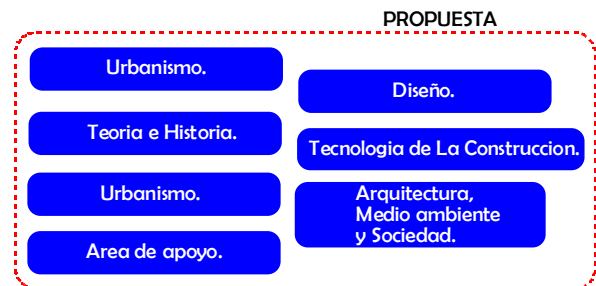 PROPUESTA
Urbanismo.
Teoria e Historia.
Urbanismo.
Area de apoyo.
Diseño.
Tecnologia de La Construccion.
Arquitectura,
Medio ambiente
y Sociedad.